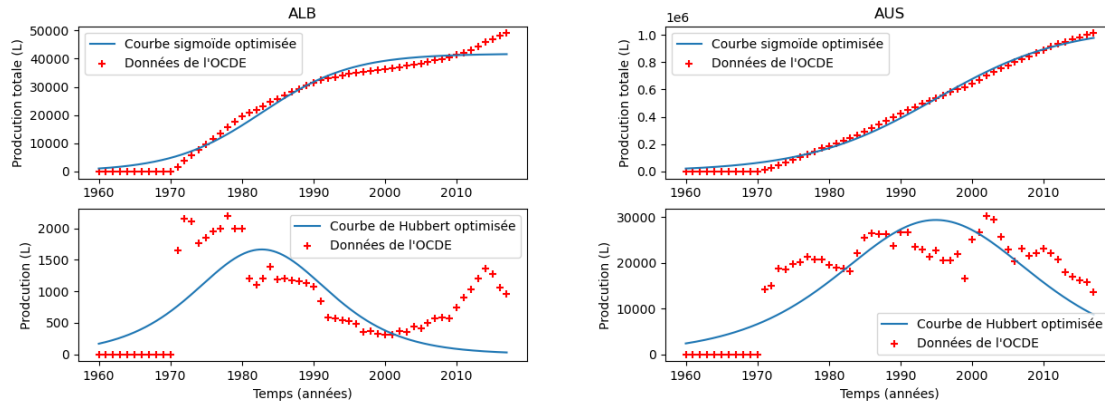 ALB
50000
40000
30000
20000
10000
0
Prodcution totale (L)
Courbe sigmoïde optimisée
Données de l'OCDE
1960 1970 1980 1990 2000 2010
2000
1500
1000
500
0
Prodcution (L)
Courbe de Hubbert optimisée
Données de l'OCDE
1960 1970 1980 1990 2000 2010
Temps (années)
AUS
1e6
1.0
0.8
0.6
0.4
0.2
0.0
Prodcution totale (L)
Courbe sigmoïde optimisée
Données de l'OCDE
1960 1970 1980 1990 2000 2010
30000
20000
10000
0
Prodcution (L)
Courbe de Hubbert optimisée
Données de l'OCDE
1960 1970 1980 1990 2000 2010
Temps (années)